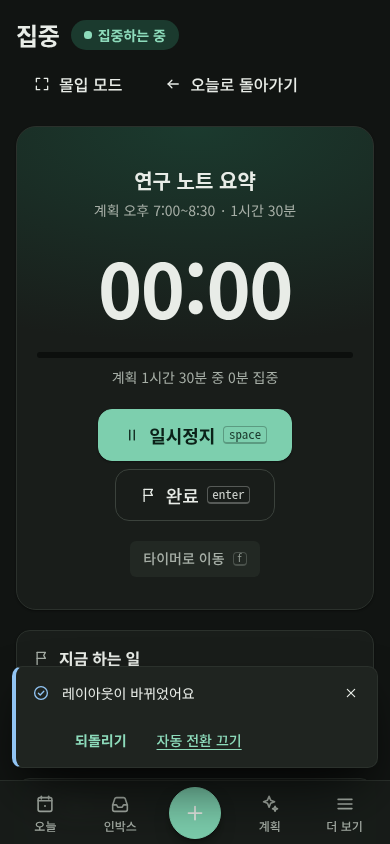 집중
집중하는 중
몰입 모드
오늘로 돌아가기
연구 노트 요약
계획 오후 7:00~8:30 · 1시간 30분
00:00
계획 1시간 30분 중 0분 집중
일시정지 space
완료 enter
타이머로 이동 f
지금 하는 일
레이아웃이 바뀌었어요
되돌리기 자동 전환 끄기
오늘 인박스 계획 더 보기